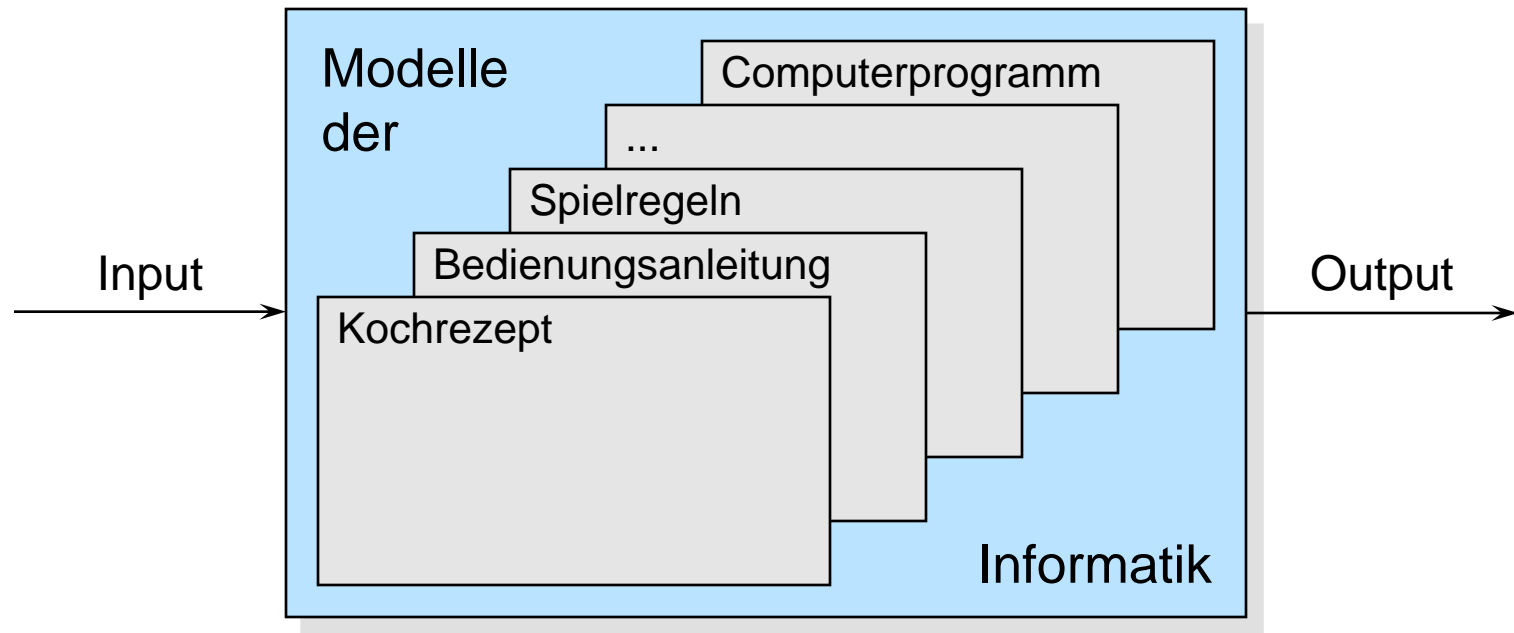 Modelle
der
Computerprogramm
...
Spielregeln
Bedienungsanleitung
Kochrezept
Input
Output
Informatik